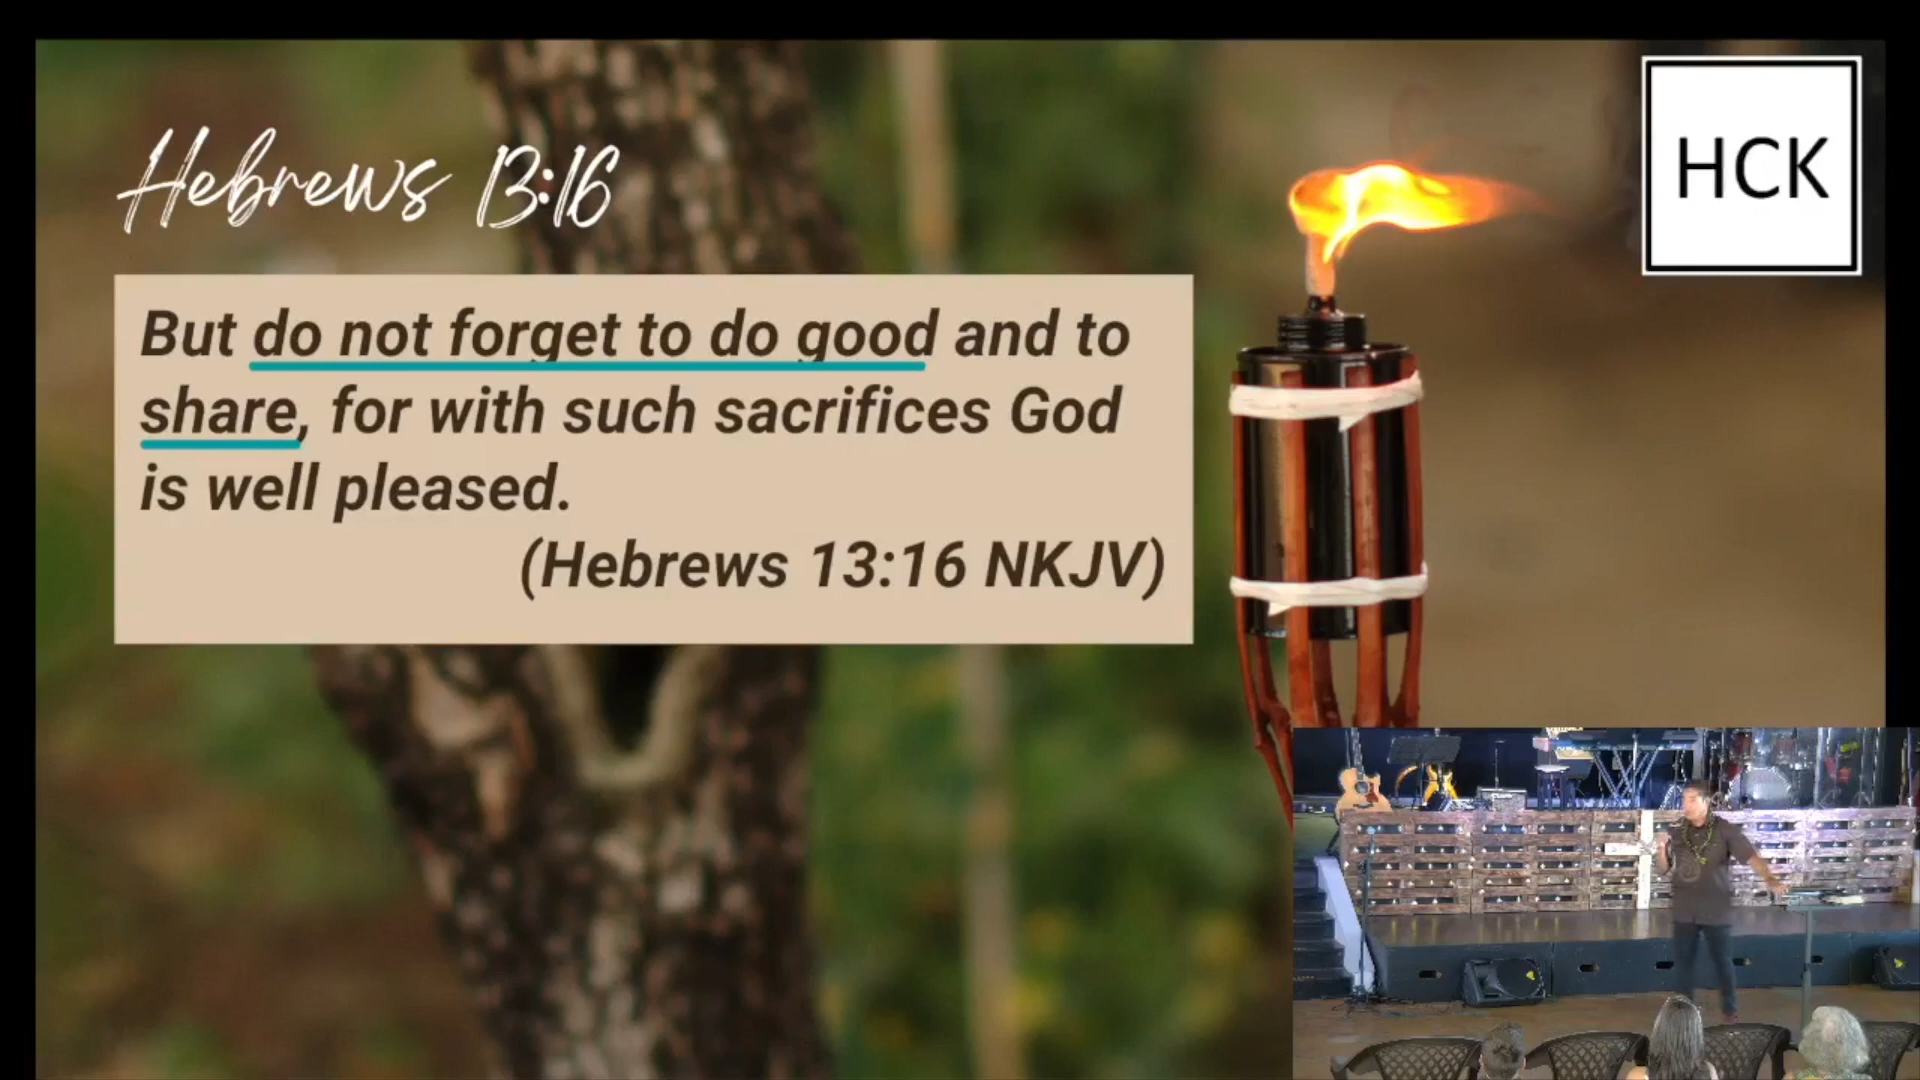 Hebrews 13:16
HCK
But do not forget to do good and to
share, for with such sacrifices God
is well pleased.
(Hebrews 13:16 NKJV)